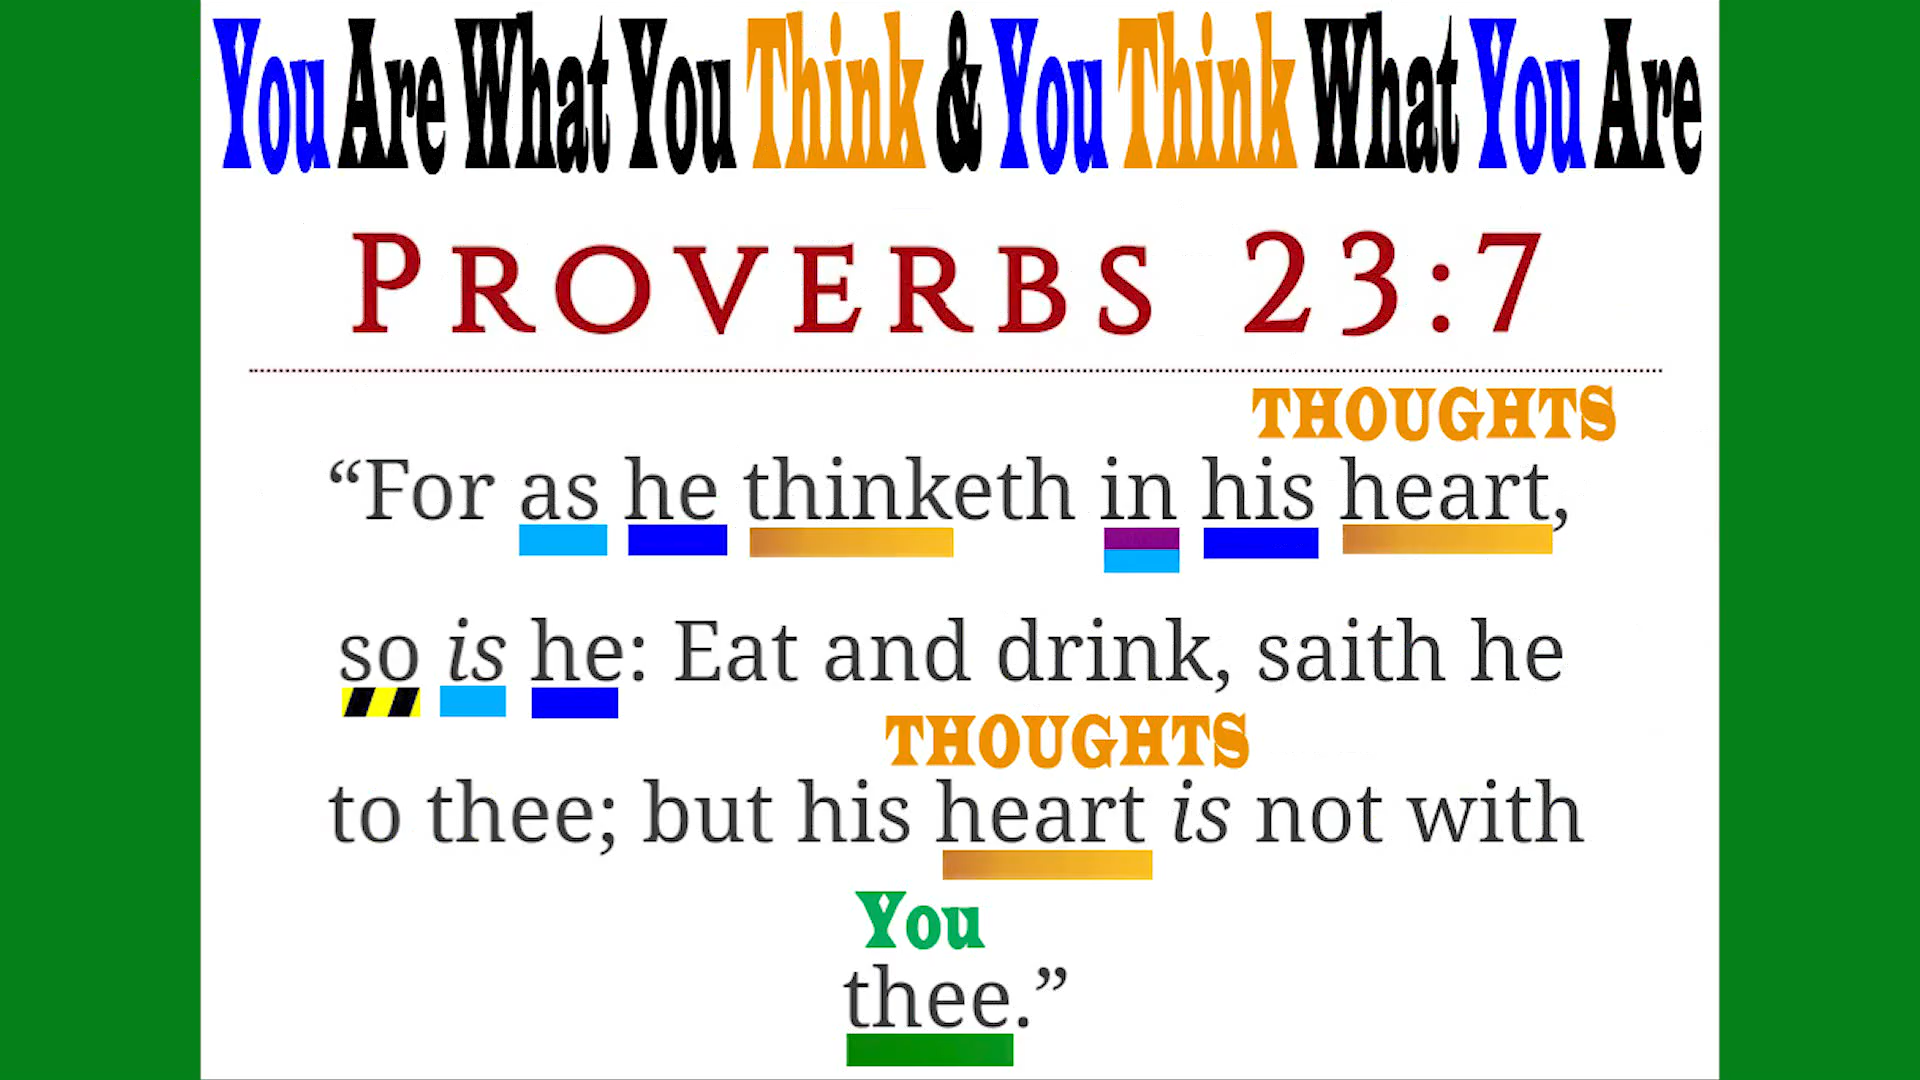 You Are What You Think & You Think What You Are
PROVERBS 23:7
THOUGHTS
“For as he thinketh in his heart,
so is he: Eat and drink, saith he
THOUGHTS
to thee; but his heart is not with
You
thee.”